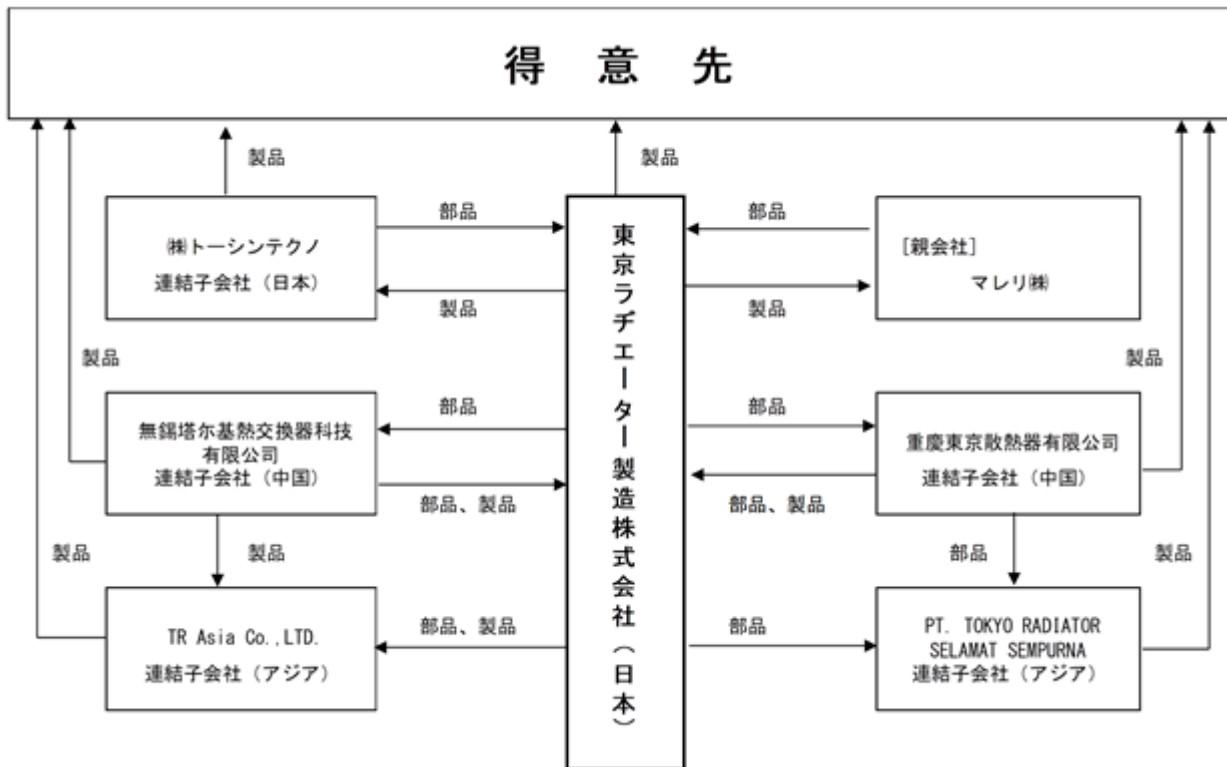 得意先
製品
製品
㈱トーシンテクノ
連結子会社（日本）
部品
製品
東京ラヂエーター製造株式会社（日本）
部品
製品
[親会社]
マレリ㈱
製品
製品
無錫塔尓基熱交換器科技
有限公司
連結子会社（中国）
部品
部品、製品
部品
部品、製品
重慶東京散熱器有限公司
連結子会社（中国）
製品
製品
部品
製品
TR Asia Co.,LTD.
連結子会社（アジア）
部品、製品
部品
PT. TOKYO RADIATOR
SELAMAT SEMPURNA
連結子会社（アジア）